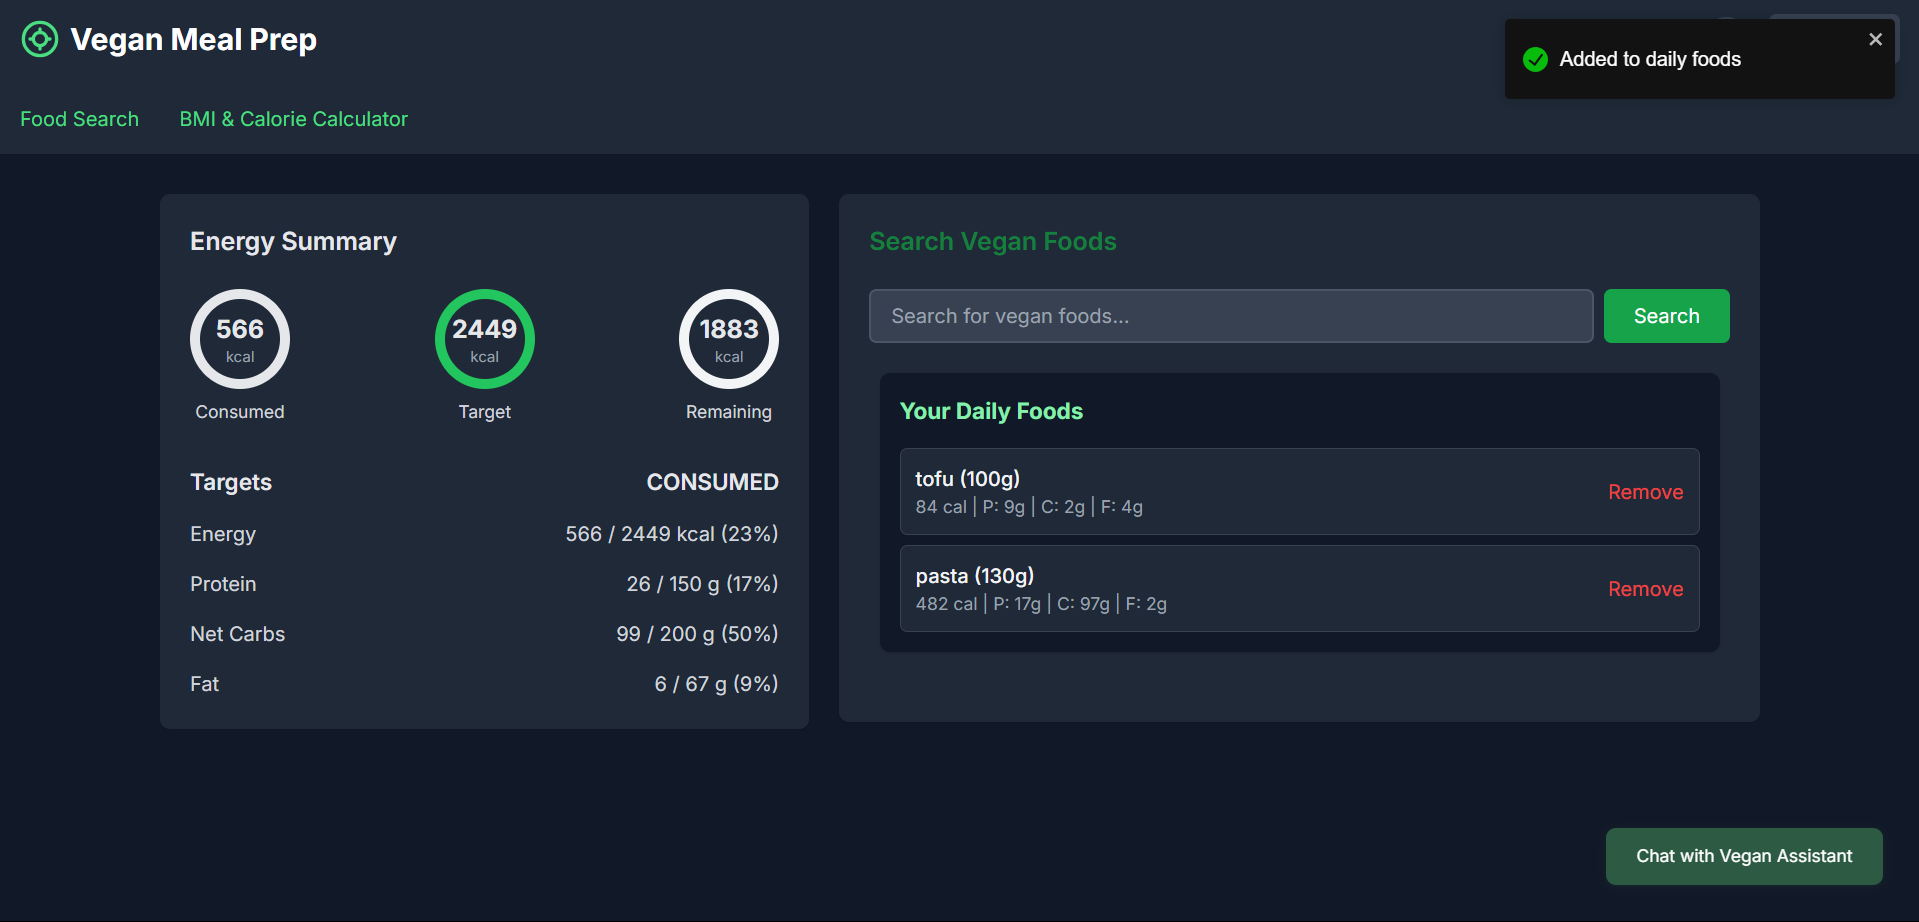 Vegan Meal Prep
Added to daily foods
Food Search
BMI & Calorie Calculator
Energy Summary
566
kcal
Consumed
2449
kcal
Target
1883
kcal
Remaining
Targets CONSUMED
Energy 566 / 2449 kcal (23%)
Protein 26 / 150 g (17%)
Net Carbs 99 / 200 g (50%)
Fat 6 / 67 g (9%)
Search Vegan Foods
Search for vegan foods...
Search
Your Daily Foods
tofu (100g)
84 cal | P: 9g | C: 2g | F: 4g
Remove
pasta (130g)
482 cal | P: 17g | C: 97g | F: 2g
Remove
Chat with Vegan Assistant